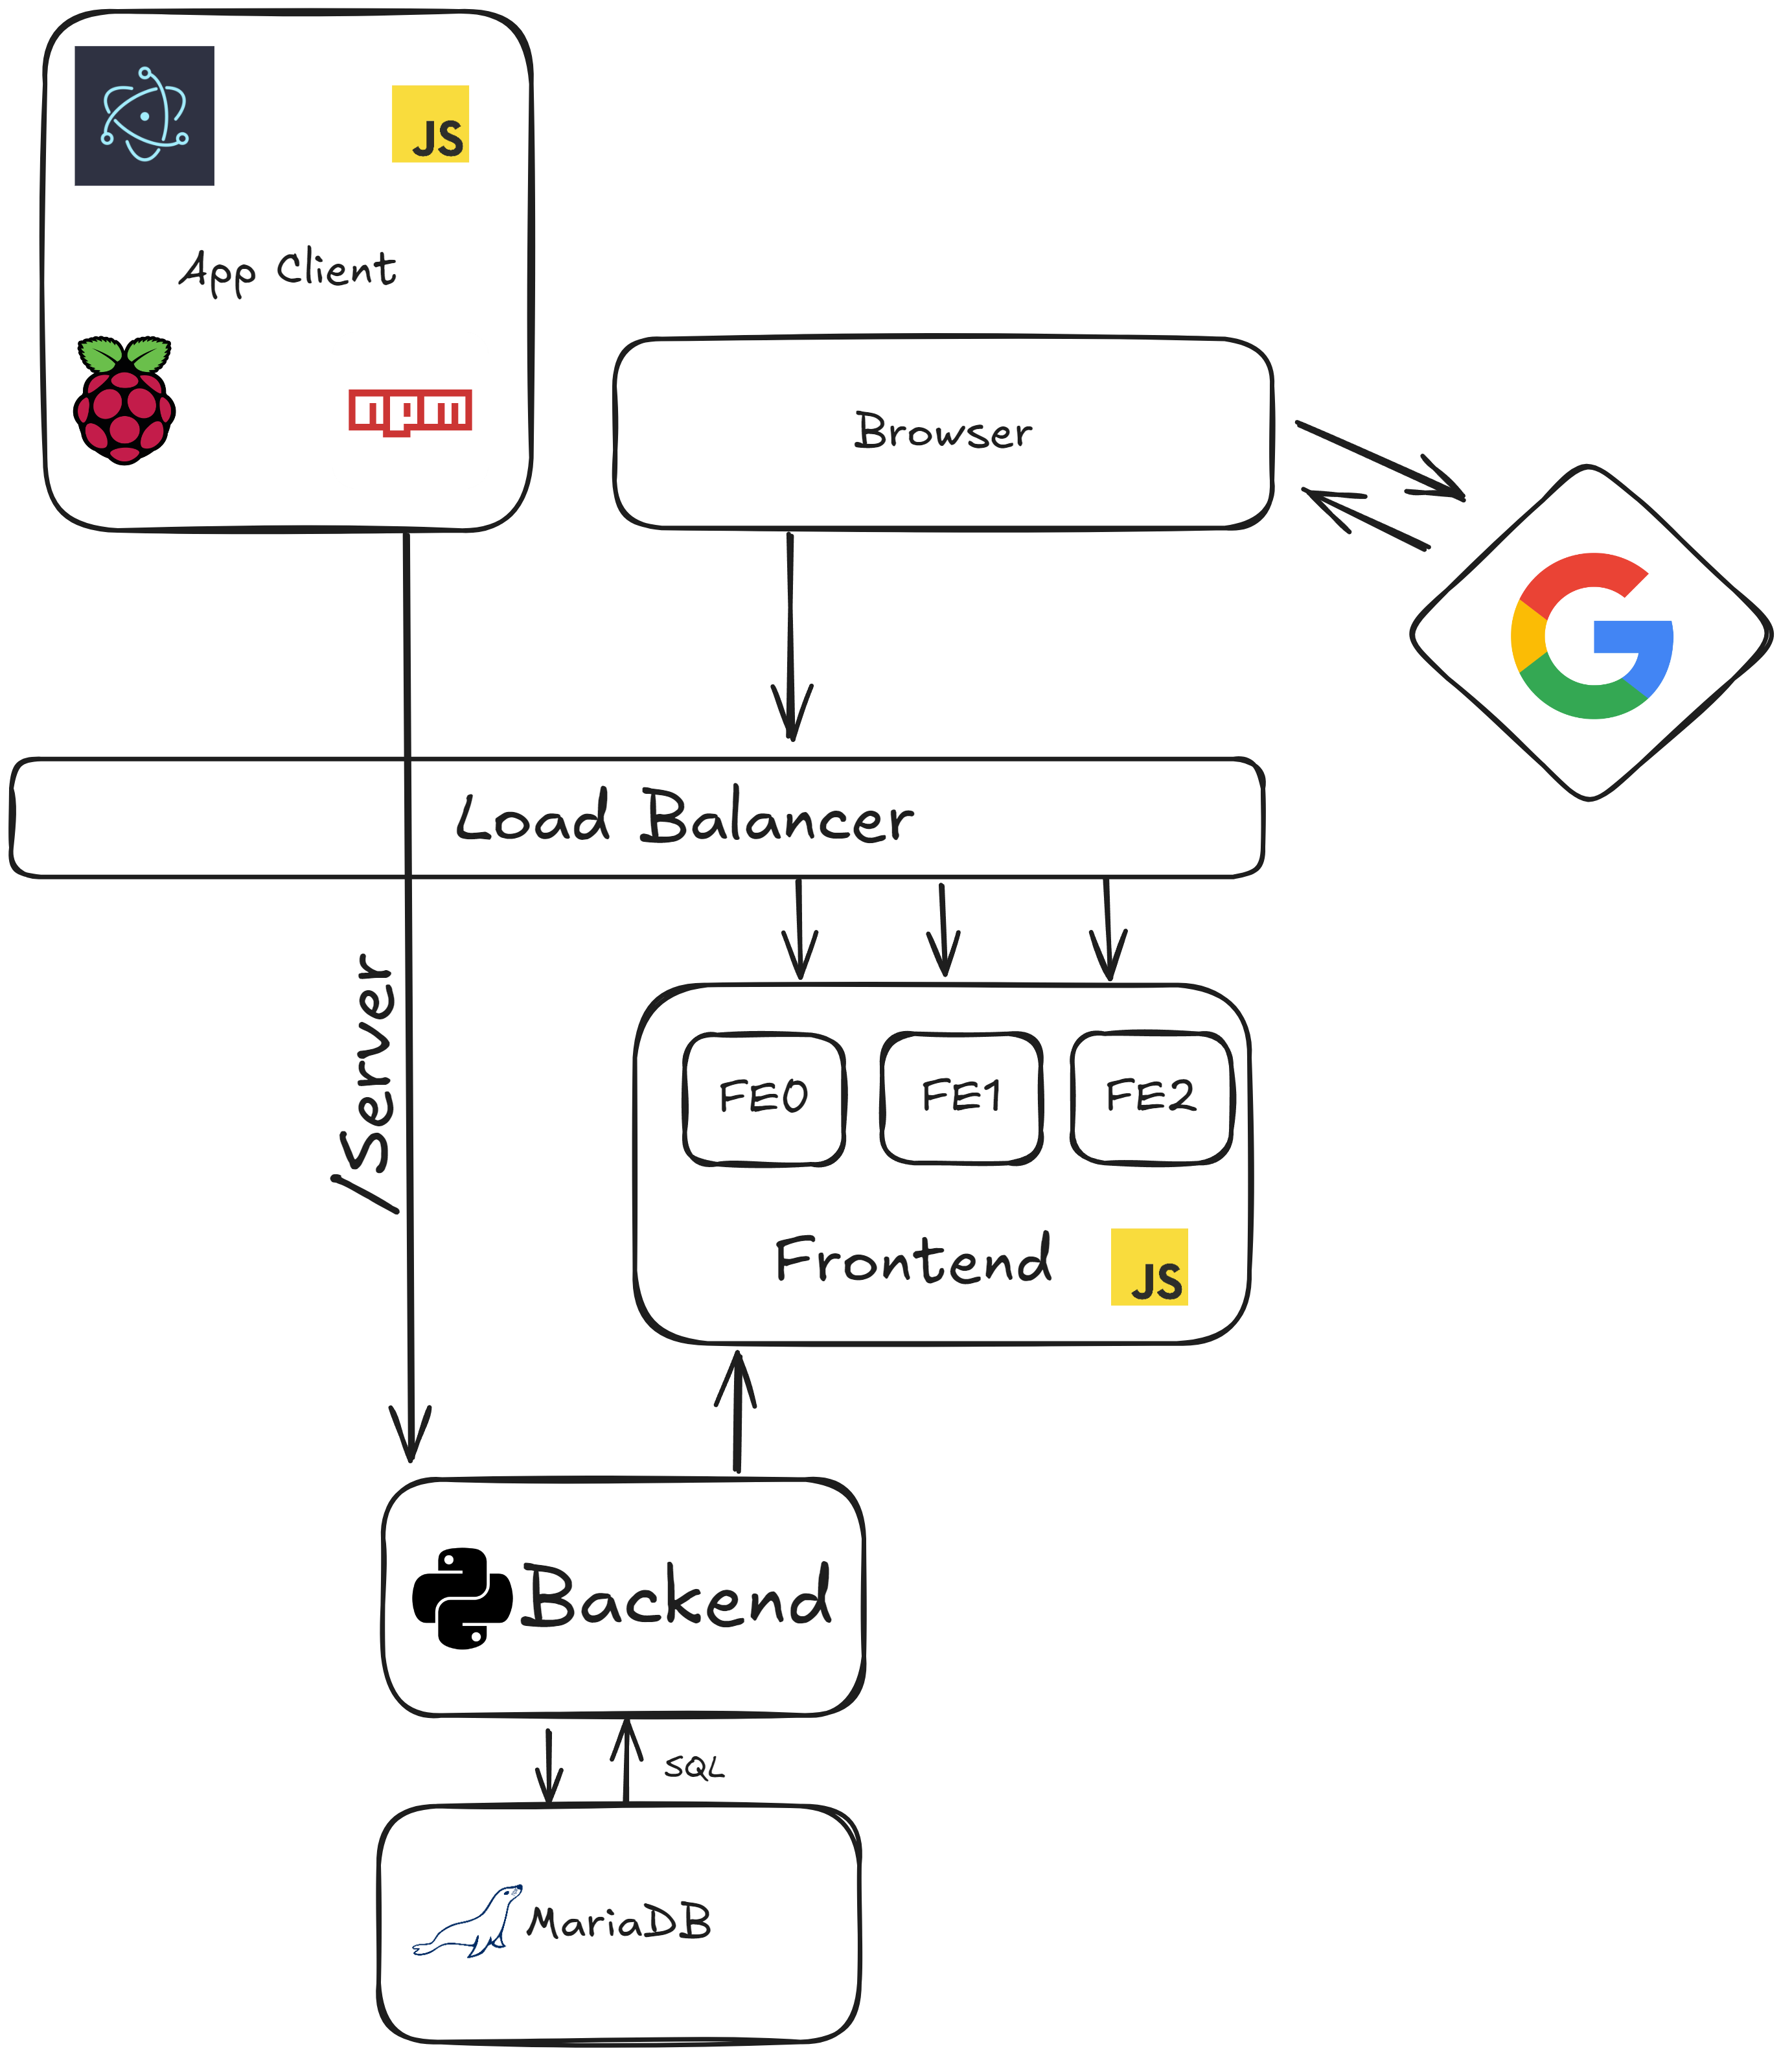 JS
App Client
npm
Browser
Load Balancer
/Server
FE0
FE1
FE2
Frontend
JS
Backend
SQL
MariaDB